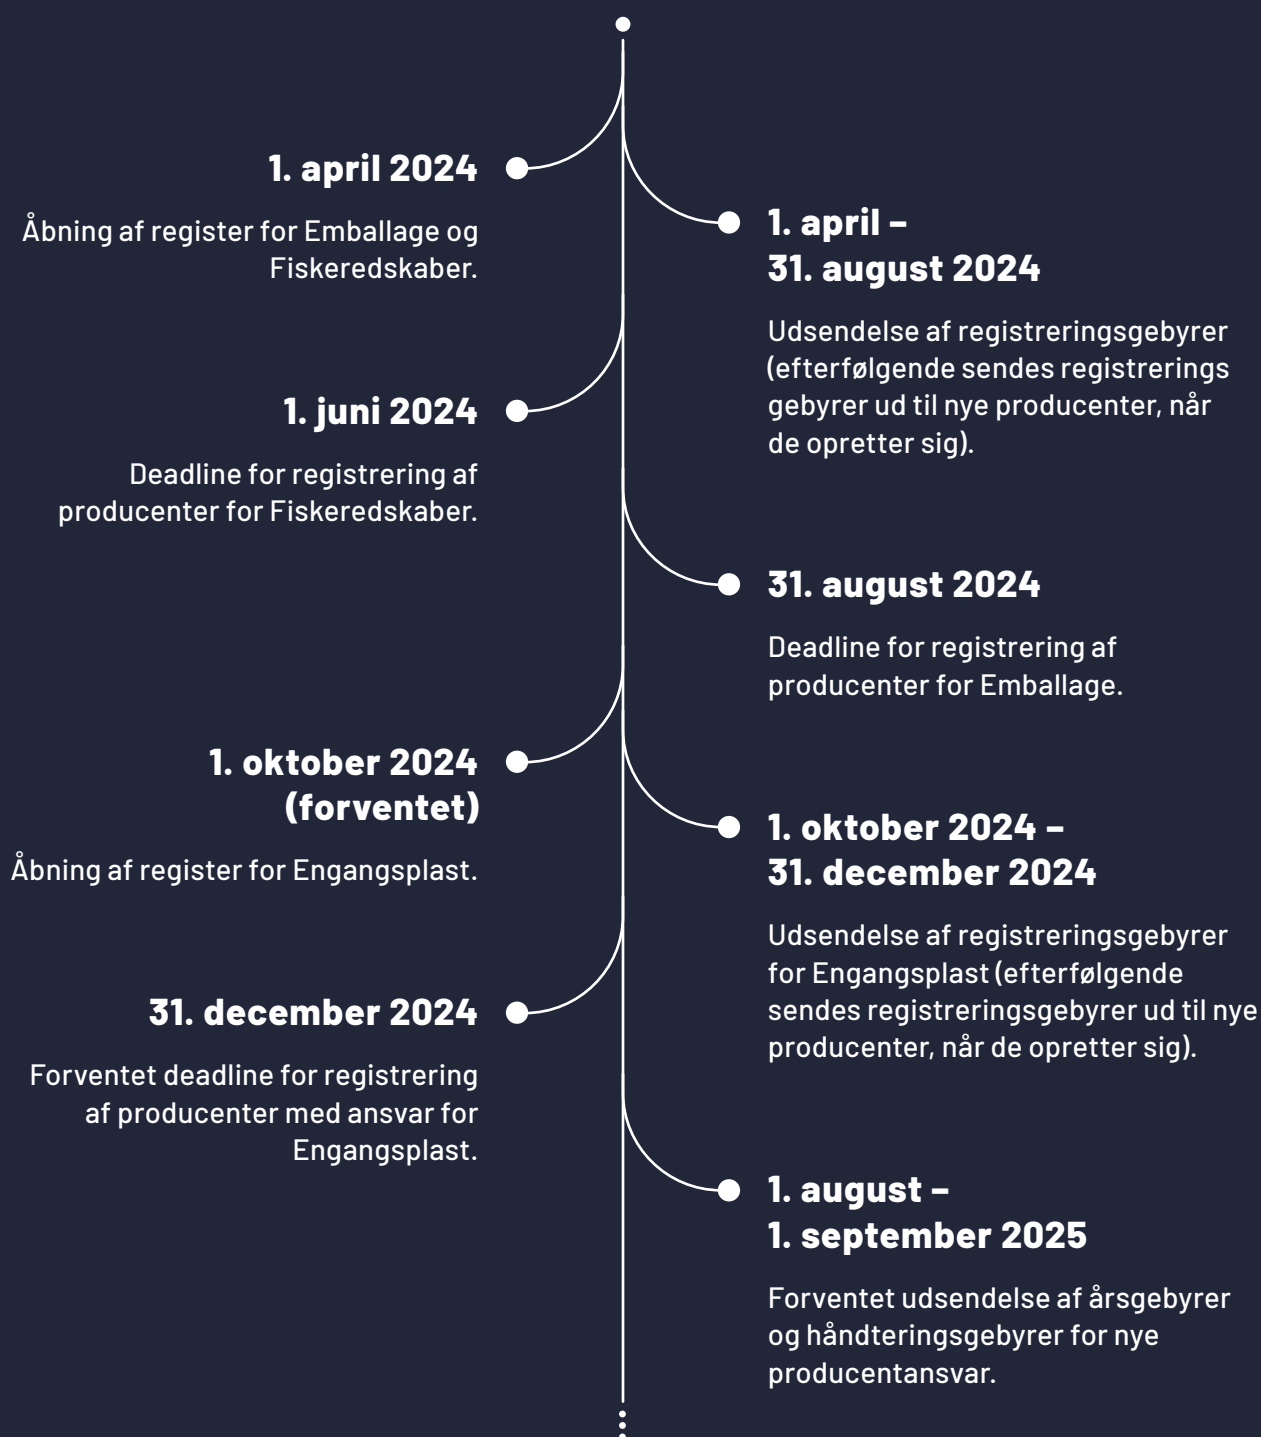 1. april 2024
Åbning af register for Emballage og
Fiskeredskaber.
1. april –
31. august 2024
Udsendelse af registreringsgebyrer
(efterfølgende sendes registrerings
gebyrer ud til nye producenter, når
de opretter sig).
1. juni 2024
Deadline for registrering af
producenter for Fiskeredskaber.
31. august 2024
Deadline for registrering af
producenter for Emballage.
1. oktober 2024
(forventet)
Åbning af register for Engangsplast.
1. oktober 2024 –
31. december 2024
Udsendelse af registreringsgebyrer
for Engangsplast (efterfølgende
sendes registreringsgebyrer ud til nye
producenter, når de opretter sig).
31. december 2024
Forventet deadline for registrering
af producenter med ansvar for
Engangsplast.
1. august –
1. september 2025
Forventet udsendelse af årsgebyrer
og håndteringsgebyrer for nye
producentansvar.